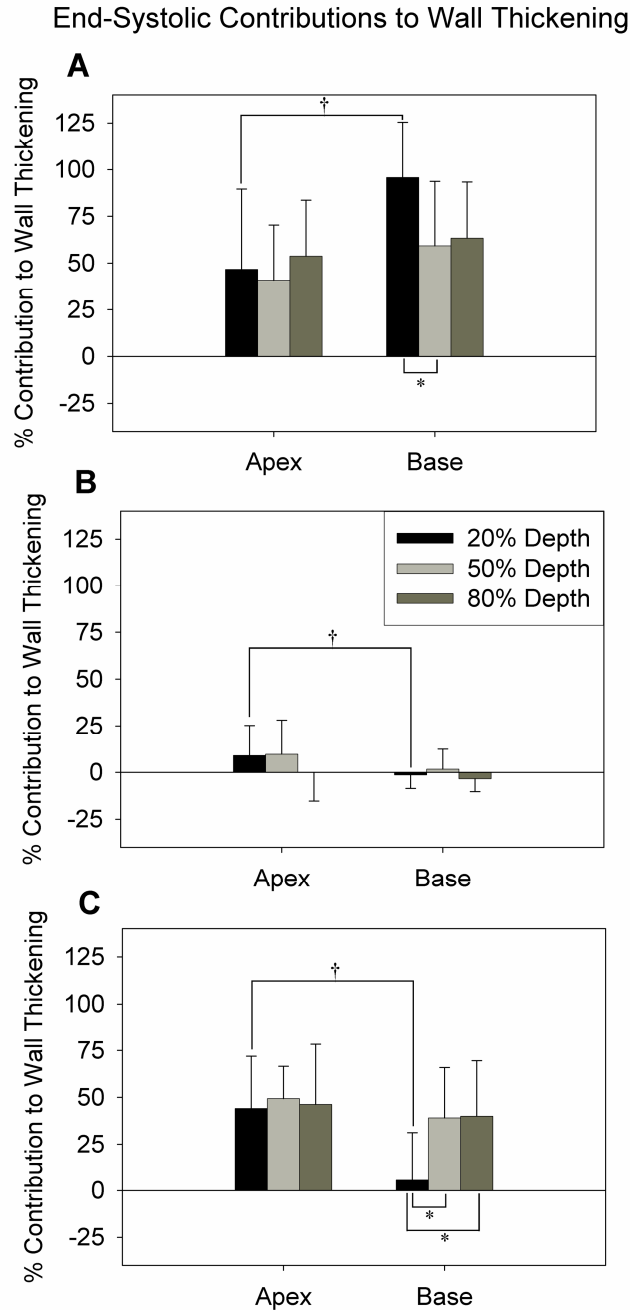 End-Systolic Contributions to Wall Thickening
A
% Contribution to Wall Thickening
125
100
75
50
25
0
-25
†
*
Apex Base
B
% Contribution to Wall Thickening
125
100
75
50
25
0
-25
20% Depth
50% Depth
80% Depth
†
Apex Base
C
% Contribution to Wall Thickening
125
100
75
50
25
0
-25
†
*
*
Apex Base